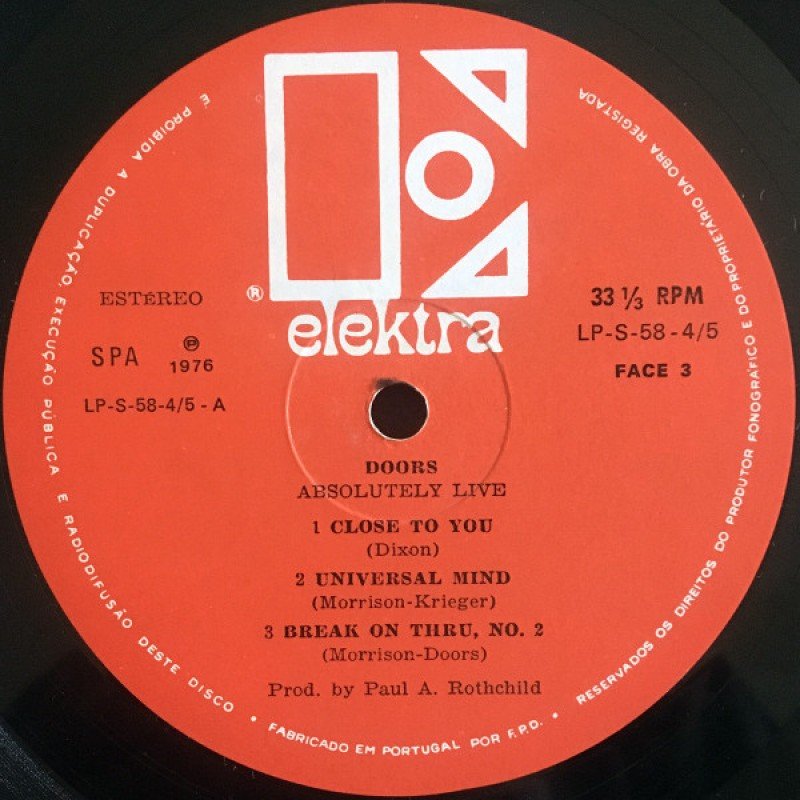 elektra
®
ESTÉREO
SPA
℗
1976
LP-S-58-4/5 - A
33 ⅓ RPM
LP-S-58-4/5
FACE 3
DOORS
ABSOLUTELY LIVE
1 CLOSE TO YOU
(Dixon)
2 UNIVERSAL MIND
(Morrison-Krieger)
3 BREAK ON THRU, NO. 2
(Morrison-Doors)
Prod. by Paul A. Rothchild
É PROIBIDA A DUPLICAÇÃO, EXECUÇÃO PÚBLICA E RADIODIFUSÃO DESTE DISCO • FABRICADO EM PORTUGAL POR F.P.D. • RESERVADOS OS DIREITOS DO PRODUTOR FONOGRÁFICO E DO PROPRIETÁRIO DA OBRA REGISTADA